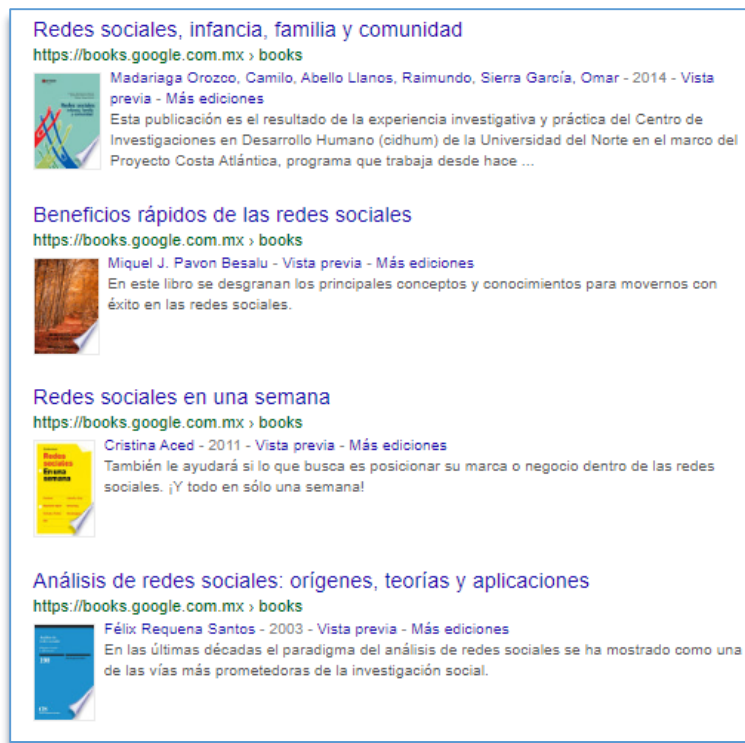 Redes sociales, infancia, familia y comunidad
https://books.google.com.mx › books
Madariaga Orozco, Camilo, Abello Llanos, Raimundo, Sierra García, Omar - 2014 - Vista
previa - Más ediciones
Esta publicación es el resultado de la experiencia investigativa y práctica del Centro de
Investigaciones en Desarrollo Humano (cidhum) de la Universidad del Norte en el marco del
Proyecto Costa Atlántica, programa que trabaja desde hace ...
Beneficios rápidos de las redes sociales
https://books.google.com.mx › books
Miquel J. Pavon Besalu - Vista previa - Más ediciones
En este libro se desgranan los principales conceptos y conocimientos para movernos con
éxito en las redes sociales.
Redes sociales en una semana
https://books.google.com.mx › books
Redes
sociales
En una
semana
Cristina Aced - 2011 - Vista previa - Más ediciones
También le ayudará si lo que busca es posicionar su marca o negocio dentro de las redes
sociales. ¡Y todo en sólo una semana!
Análisis de redes sociales: orígenes, teorías y aplicaciones
https://books.google.com.mx › books
Félix Requena Santos - 2003 - Vista previa - Más ediciones
En las últimas décadas el paradigma del análisis de redes sociales se ha mostrado como una
de las vías más prometedoras de la investigación social.